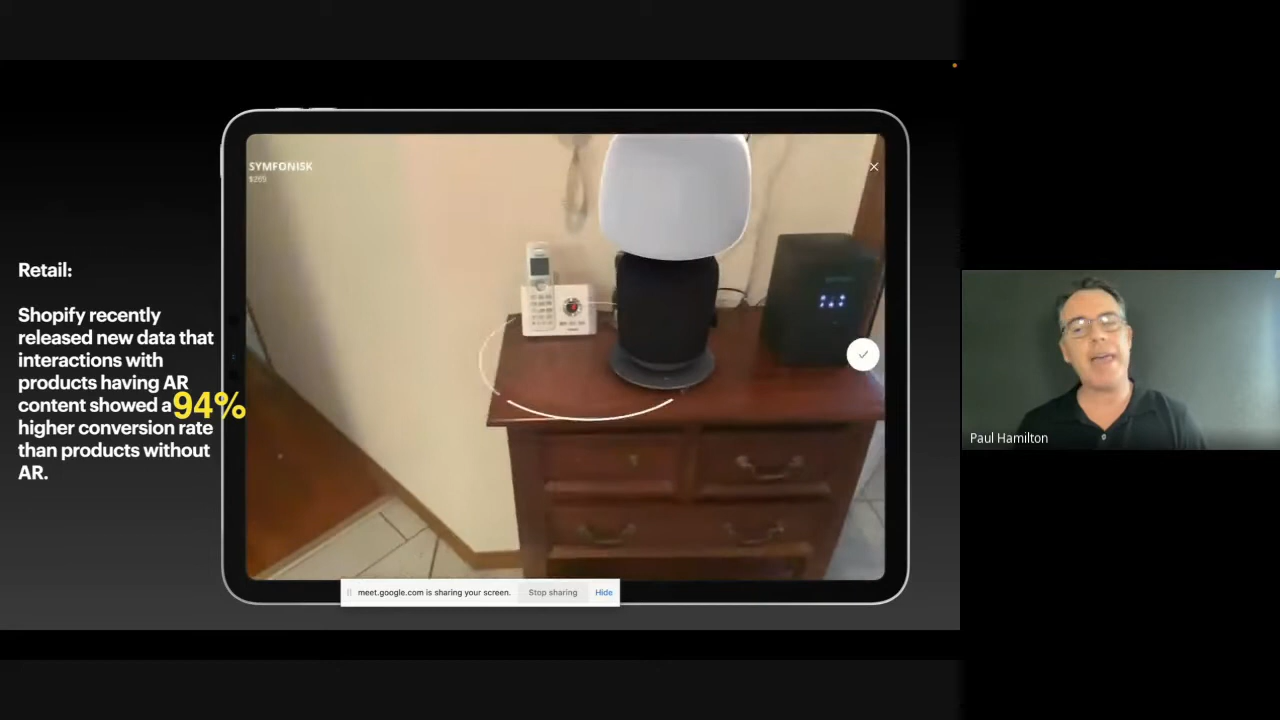 SYMFONISK
$269
Retail:
Shopify recently
released new data that
interactions with
products having AR
content showed a 94%
higher conversion rate
than products without
AR.
meet.google.com is sharing your screen. Stop sharing Hide
Paul Hamilton